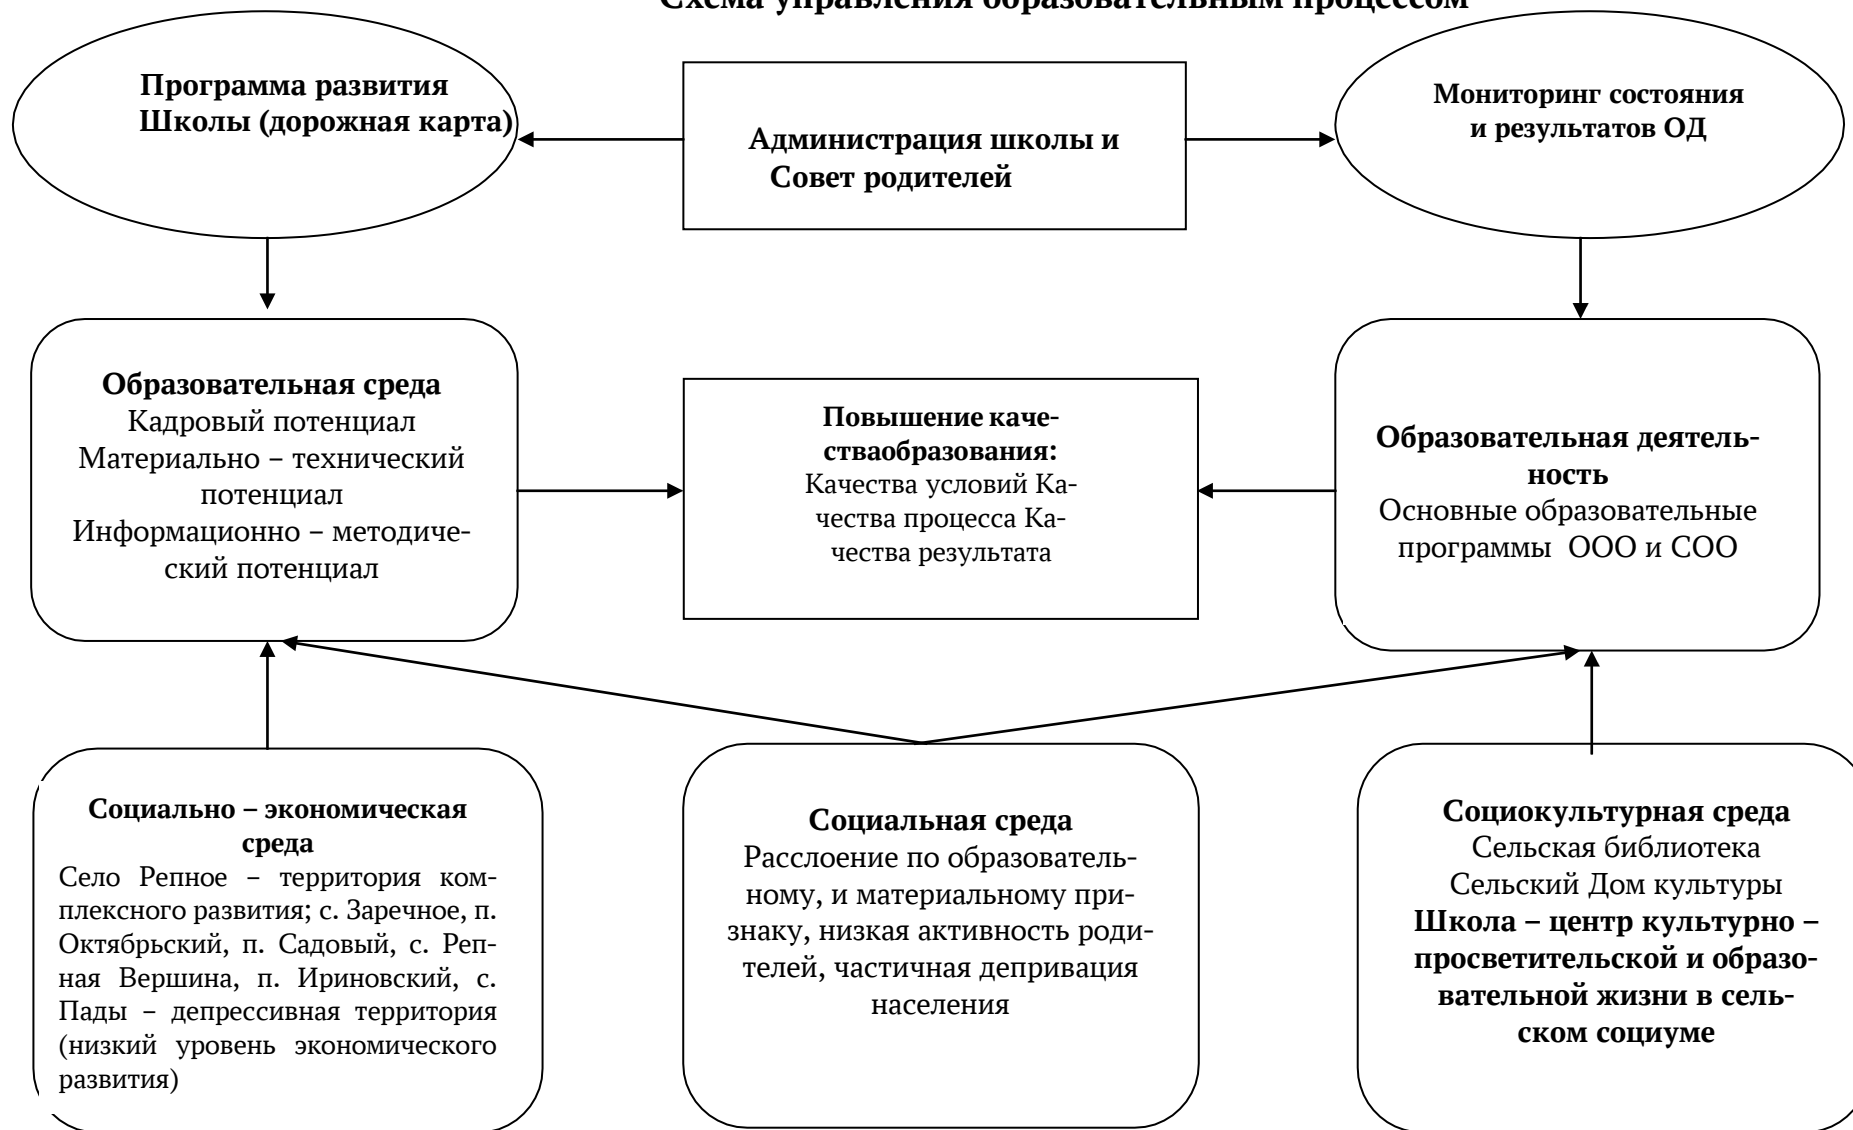 Схема управления образовательным процессом
Программа развития
Школы (дорожная карта)
Администрация школы и
Совет родителей
Мониторинг состояния
и результатов ОД
Образовательная среда
Кадровый потенциал
Материально – технический
потенциал
Информационно – методиче-
ский потенциал
Повышение каче-
стваобразования:
Качества условий Ка-
чества процесса Ка-
чества результата
Образовательная деятель-
ность
Основные образовательные
программы ООО и СОО
Социально – экономическая
среда
Село Репное – территория ком-
плексного развития; с. Заречное, п.
Октябрьский, п. Садовый, с. Реп-
ная Вершина, п. Ириновский, с.
Пады – депрессивная территория
(низкий уровень экономического
развития)
Социальная среда
Расслоение по образователь-
ному, и материальному при-
знаку, низкая активность роди-
телей, частичная депривация
населения
Социокультурная среда
Сельская библиотека
Сельский Дом культуры
Школа – центр культурно –
просветительской и образо-
вательной жизни в сель-
ском социуме